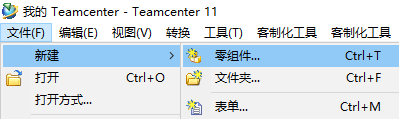 我的 Teamcenter - Teamcenter 11
文件(F) 编辑(E) 视图(V) 转换 工具(T) 客制化工具 客制化工具
新建 零组件... Ctrl+T
打开 Ctrl+O 文件夹... Ctrl+F
打开方式... 表单... Ctrl+M